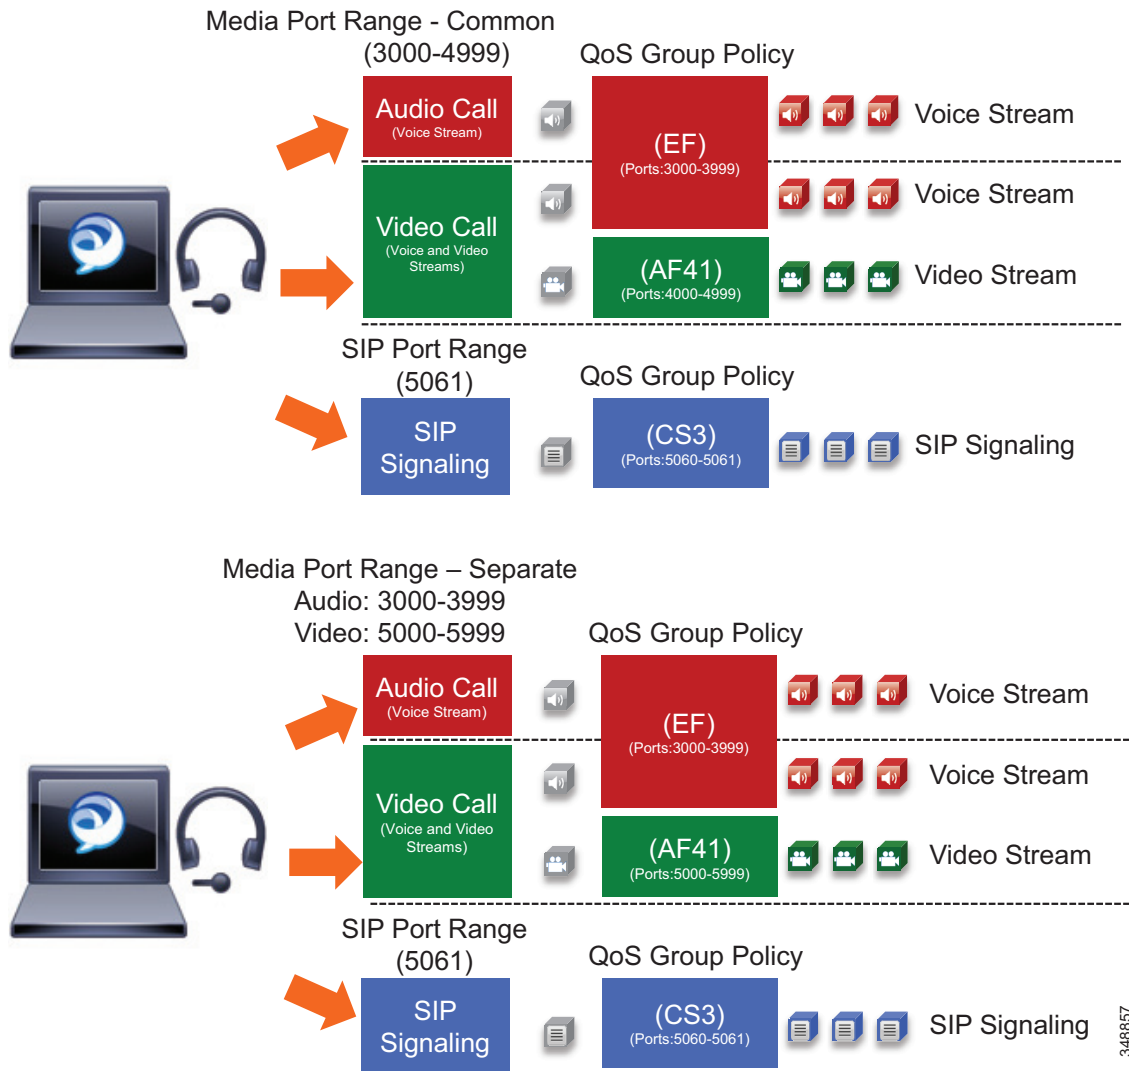 Media Port Range - Common
(3000-4999)
QoS Group Policy
Audio Call
(Voice Stream)
(EF)
(Ports:3000-3999)
Voice Stream
Video Call
(Voice and Video
Streams)
Voice Stream
(AF41)
(Ports:4000-4999)
Video Stream
SIP Port Range
(5061)
QoS Group Policy
SIP
Signaling
(CS3)
(Ports:5060-5061)
SIP Signaling
Media Port Range – Separate
Audio: 3000-3999
Video: 5000-5999
QoS Group Policy
Audio Call
(Voice Stream)
(EF)
(Ports:3000-3999)
Voice Stream
Video Call
(Voice and Video
Streams)
Voice Stream
(AF41)
(Ports:5000-5999)
Video Stream
SIP Port Range
(5061)
QoS Group Policy
SIP
Signaling
(CS3)
(Ports:5060-5061)
SIP Signaling
348857